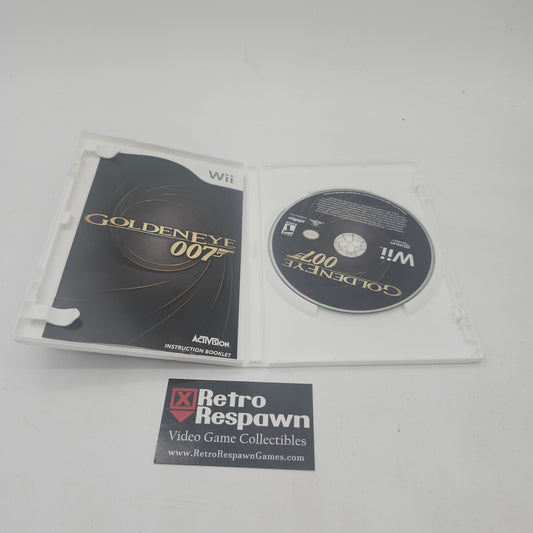 Wii
GOLDENEYE
007
ACTIVISION
INSTRUCTION BOOKLET
Wii
GOLDENEYE
007
Retro
Respawn
Video Game Collectibles
www.RetroRespawnGames.com